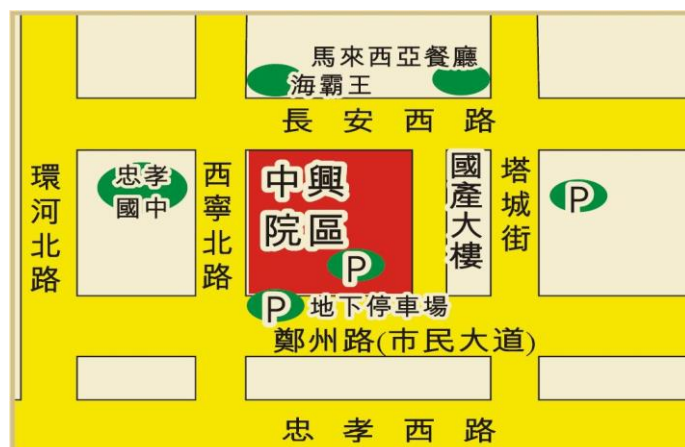 馬來西亞餐廳
海霸王
長安西路
環河北路
忠孝
國中
西寧北路
中興
院區
P
國產大樓
塔城街
P
P 地下停車場
鄭州路(市民大道)
忠孝西路